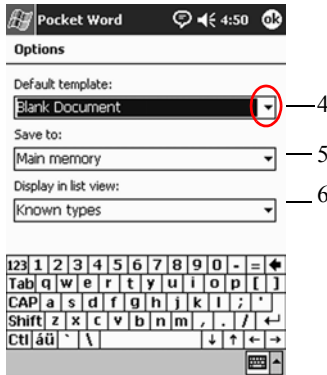 Pocket Word 4:50 ok
Options
Default template:
Blank Document
4
Save to:
Main memory
5
Display in list view:
Known types
6
123 1 2 3 4 5 6 7 8 9 0 - =
Tab q w e r t y u i o p [ ]
CAP a s d f g h j k l ; '
Shift z x c v b n m , . /
Ctl áü ` \